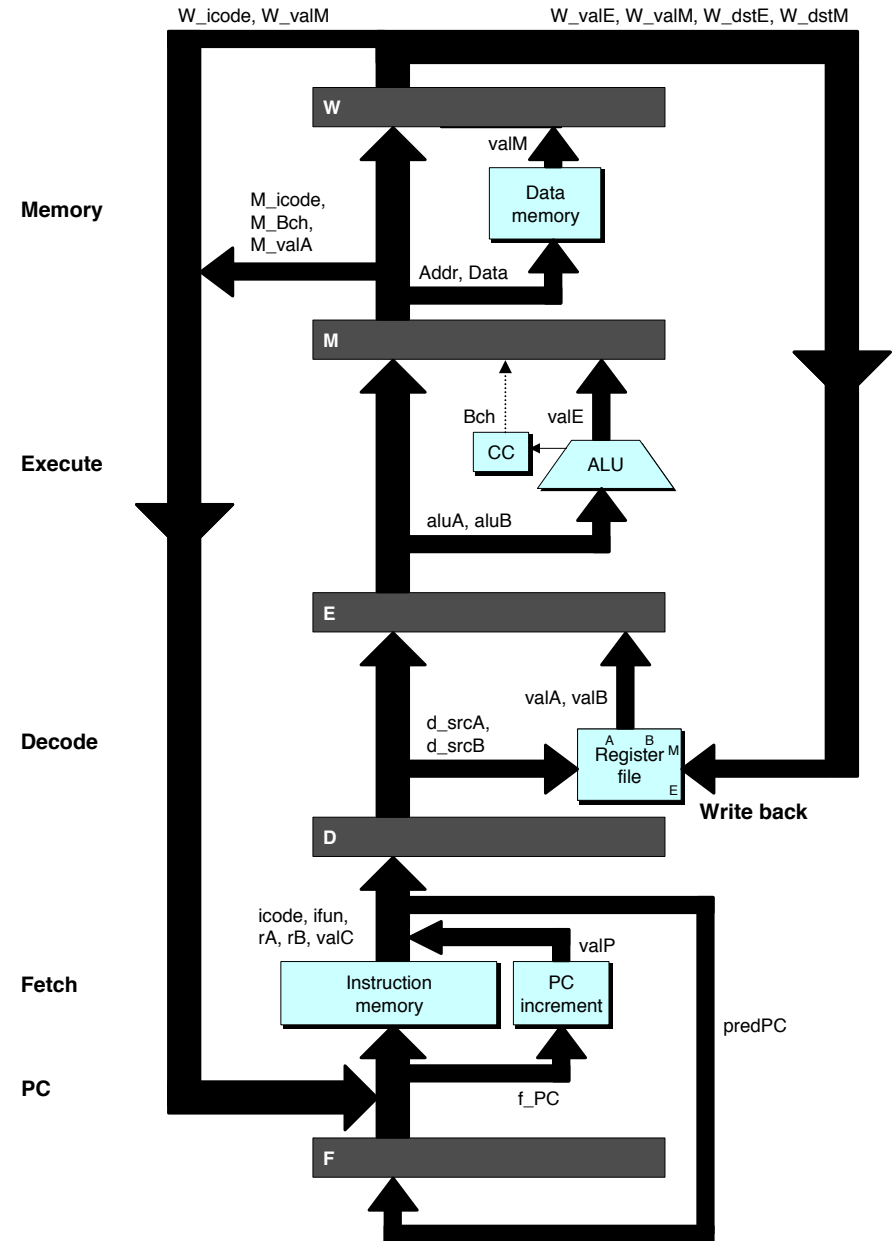 W_icode, W_valM
W_valE, W_valM, W_dstE, W_dstM
W
valM
Data
memory
Memory
M_icode,
M_Bch,
M_valA
Addr, Data
M
Bch
valE
CC
ALU
Execute
aluA, aluB
E
valA, valB
d_srcA,
d_srcB
Decode
A B
Register M
file
E
Write back
D
icode, ifun,
rA, rB, valC
valP
Fetch
Instruction
memory
PC
increment
predPC
PC
f_PC
F